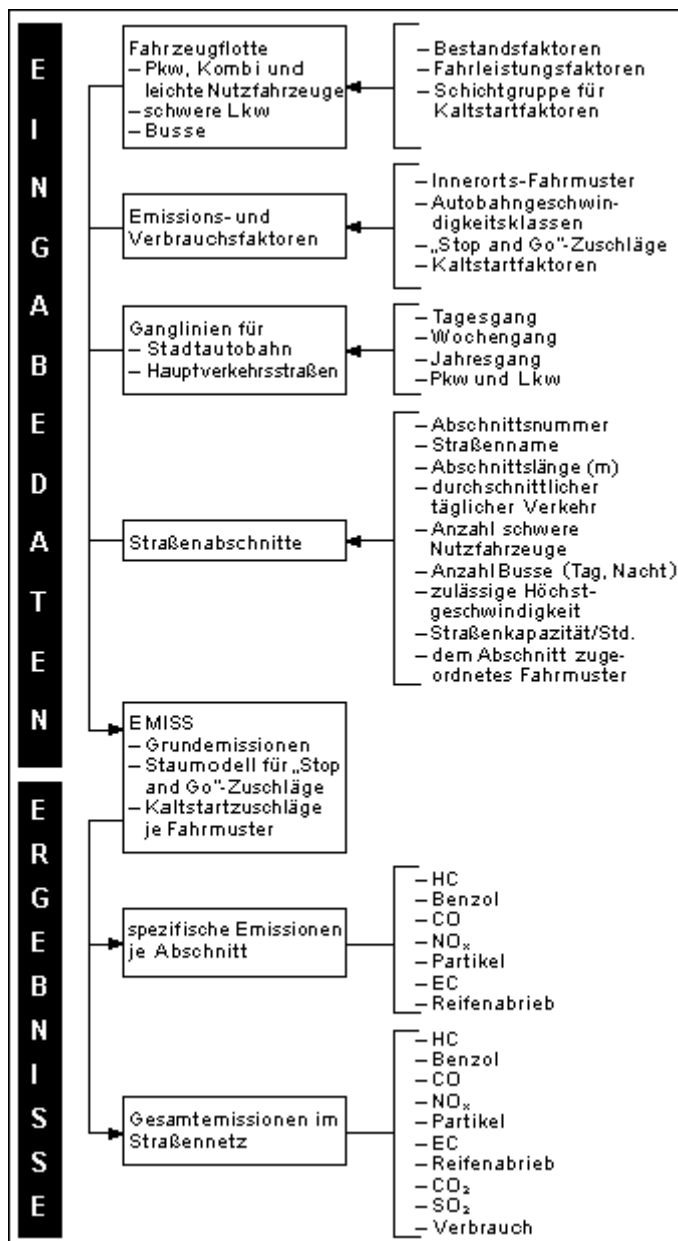 EINGABEDATEN
Fahrzeugflotte
– Pkw, Kombi und
leichte Nutzfahrzeuge
– schwere Lkw
– Busse
– Bestandsfaktoren
– Fahrleistungsfaktoren
– Schichtgruppe für
Kaltstartfaktoren
Emissions- und
Verbrauchsfaktoren
– Innerorts-Fahrmuster
– Autobahngeschwin-
digkeitsklassen
– „Stop and Go"-Zuschläge
– Kaltstartfaktoren
Ganglinien für
– Stadtautobahn
– Hauptverkehrsstraßen
– Tagesgang
– Wochengang
– Jahresgang
– Pkw und Lkw
Straßenabschnitte
– Abschnittsnummer
– Straßenname
– Abschnittslänge (m)
– durchschnittlicher
täglicher Verkehr
– Anzahl schwere
Nutzfahrzeuge
– Anzahl Busse (Tag, Nacht)
– zulässige Höchst-
geschwindigkeit
– Straßenkapazität/Std.
– dem Abschnitt zuge-
ordnetes Fahrmuster
EMISS
– Grundemissionen
– Staumodell für „Stop
and Go"-Zuschläge
– Kaltstartzuschläge
je Fahrmuster
ERGEBNISSE
spezifische Emissionen
je Abschnitt
– HC
– Benzol
– CO
– NOₓ
– Partikel
– EC
– Reifenabrieb
Gesamtemissionen im
Straßennetz
– HC
– Benzol
– CO
– NOₓ
– Partikel
– EC
– Reifenabrieb
– CO₂
– SO₂
– Verbrauch